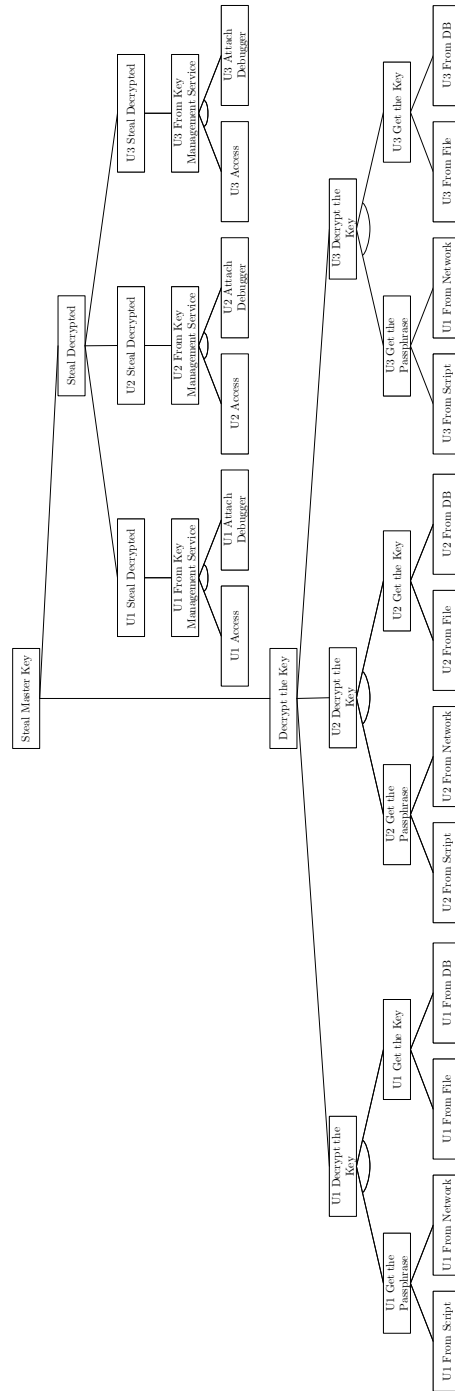 Steal Master Key
Steal Decrypted
U1 Steal Decrypted
U2 Steal Decrypted
U3 Steal Decrypted
U1 From Key
Management Service
U2 From Key
Management Service
U3 From Key
Management Service
U1 Access
U1 Attach
Debugger
U2 Access
U2 Attach
Debugger
U3 Access
U3 Attach
Debugger
Decrypt the Key
U1 Decrypt the
Key
U2 Decrypt the
Key
U3 Decrypt the
Key
U1 Get the
Passphrase
U1 Get the Key
U2 Get the
Passphrase
U2 Get the Key
U3 Get the
Passphrase
U3 Get the Key
U1 From Script
U1 From Network
U1 From File
U1 From DB
U2 From Script
U2 From Network
U2 From File
U2 From DB
U3 From Script
U1 From Network
U3 From File
U3 From DB